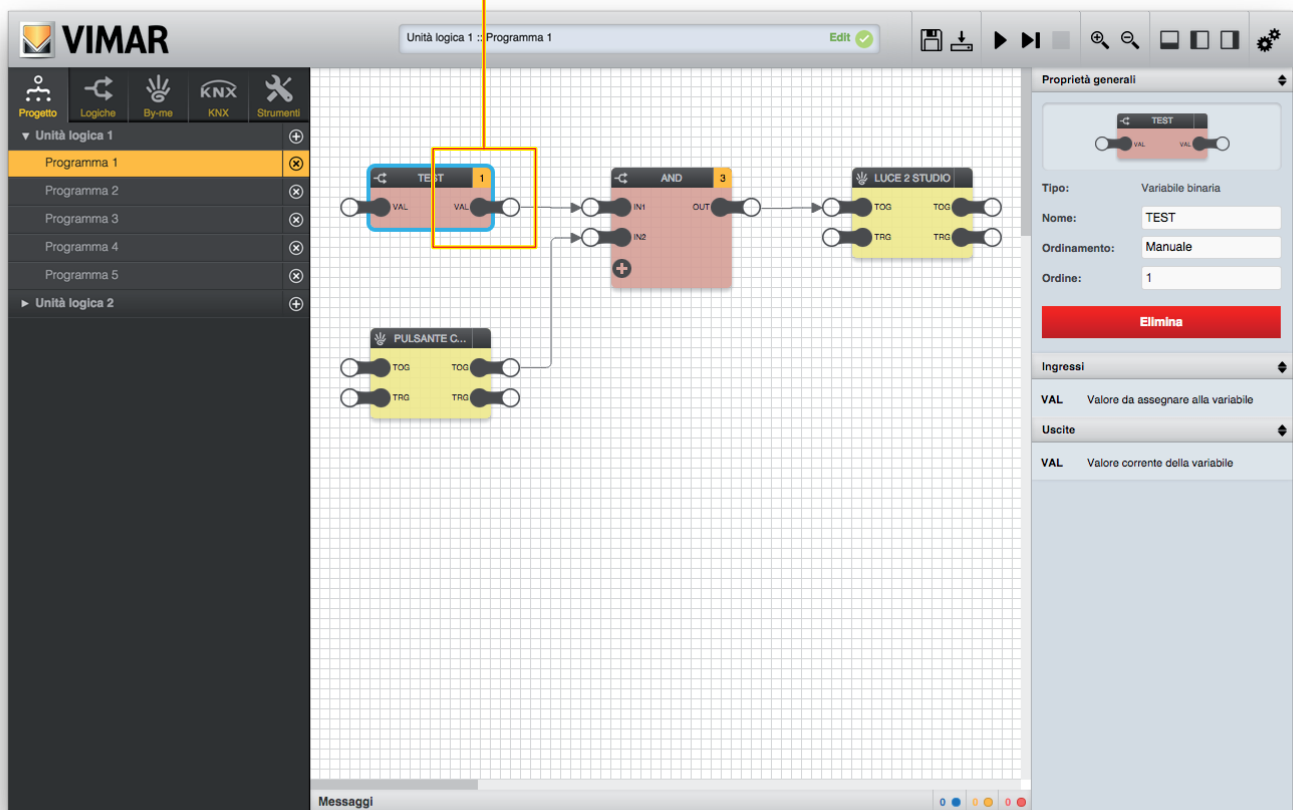 VIMAR
Unità logica 1 :: Programma 1
Edit
Progetto
Logiche
By-me
KNX
KNX
Strumenti
Unità logica 1
Programma 1
Programma 2
Programma 3
Programma 4
Programma 5
Unità logica 2
TEST 1
VAL VAL
AND 3
IN1 OUT
IN2
LUCE 2 STUDIO
TOG TOG
TRG TRG
PULSANTE C...
TOG TOG
TRG TRG
Messaggi
0 0 0
Proprietà generali
TEST
VAL VAL
Tipo: Variabile binaria
Nome: TEST
Ordinamento: Manuale
Ordine: 1
Elimina
Ingressi
VAL Valore da assegnare alla variabile
Uscite
VAL Valore corrente della variabile